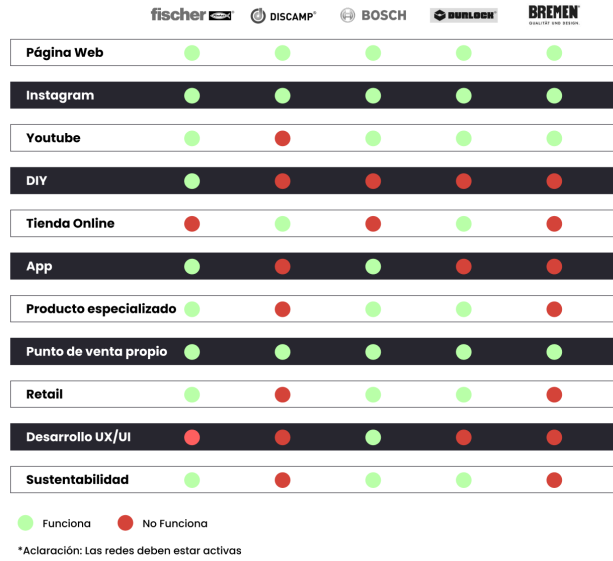 fischer DISCAMP® BOSCH DURLOCK® BREMEN®
QUALITÄT UND DESIGN.
Página Web
Instagram
Youtube
DIY
Tienda Online
App
Producto especializado
Punto de venta propio
Retail
Desarrollo UX/UI
Sustentabilidad
Funciona No Funciona
*Aclaración: Las redes deben estar activas